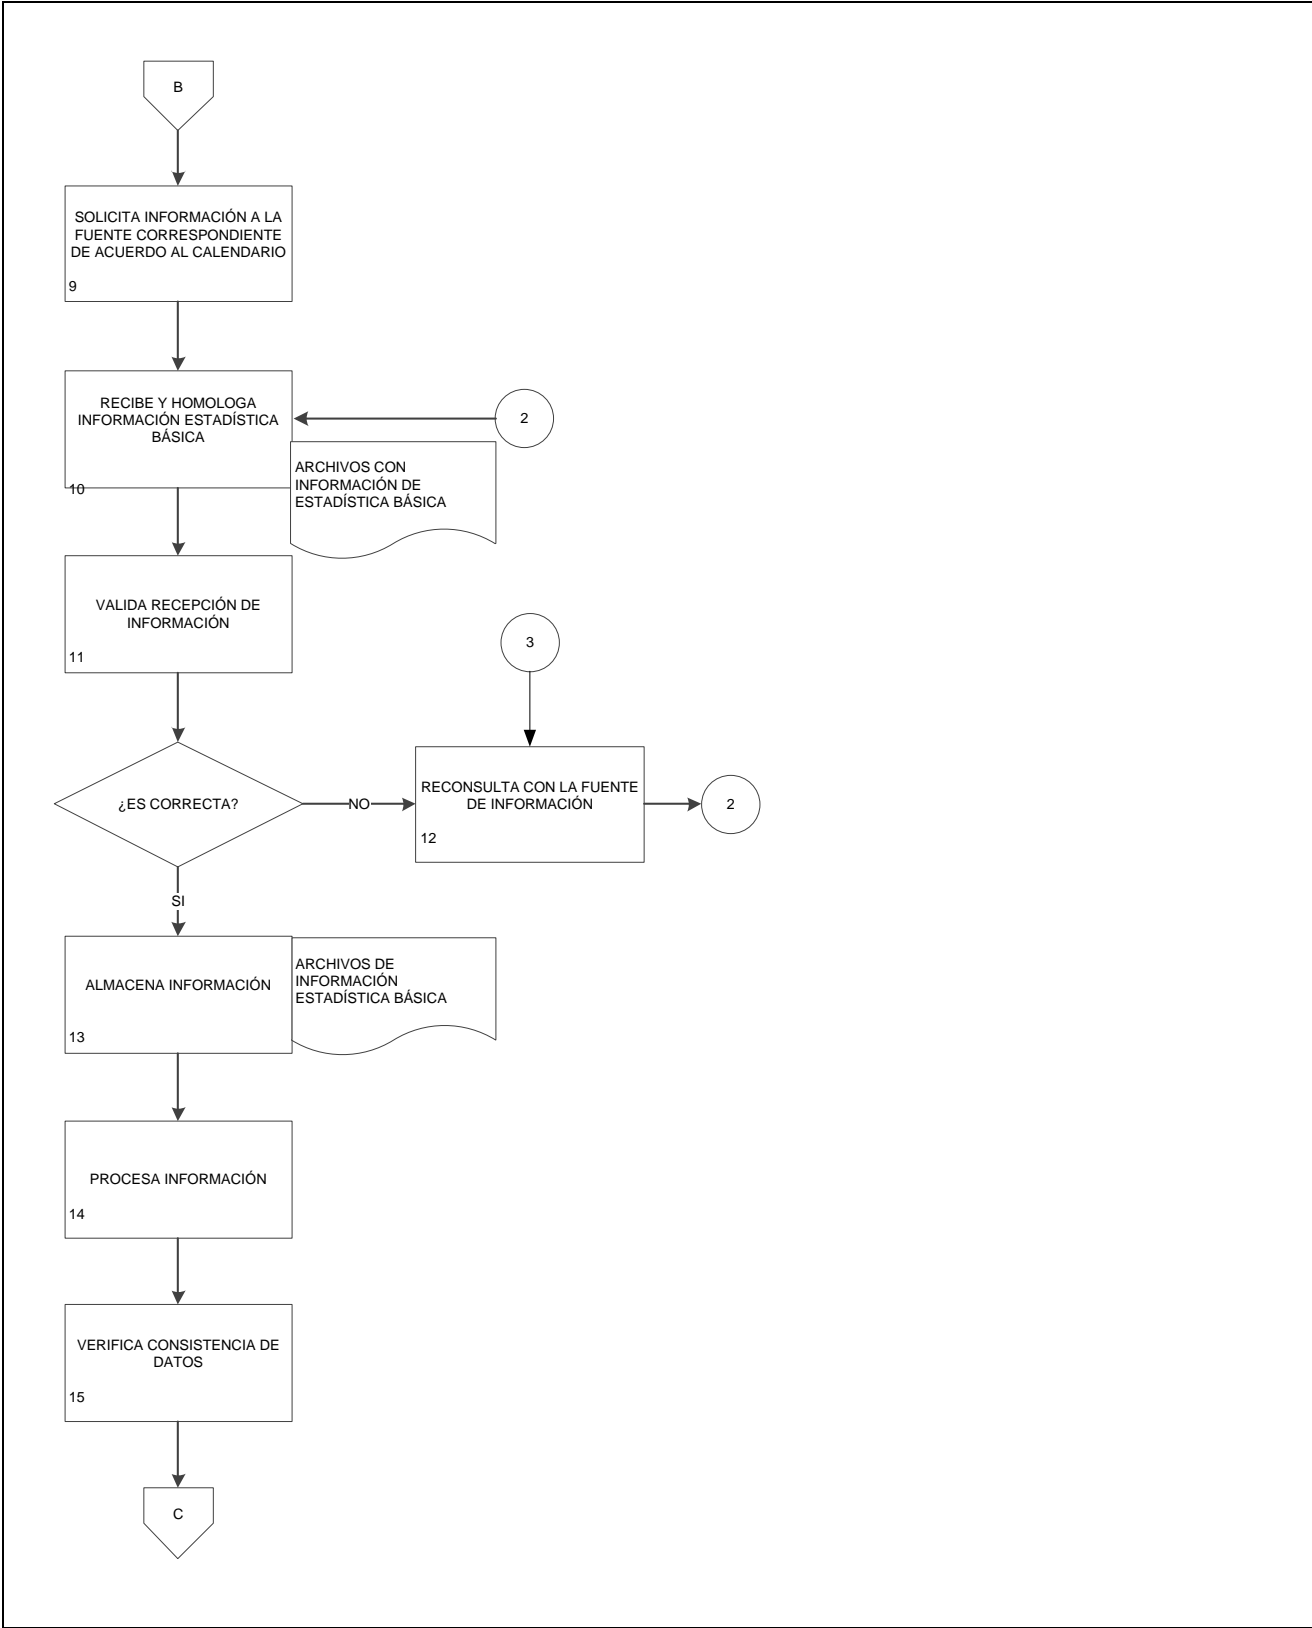 B
SOLICITA INFORMACIÓN A LA
FUENTE CORRESPONDIENTE
DE ACUERDO AL CALENDARIO
9
RECIBE Y HOMOLOGA
INFORMACIÓN ESTADÍSTICA
BÁSICA
10
2
ARCHIVOS CON
INFORMACIÓN DE
ESTADÍSTICA BÁSICA
VALIDA RECEPCIÓN DE
INFORMACIÓN
11
3
¿ES CORRECTA?
NO
RECONSULTA CON LA FUENTE
DE INFORMACIÓN
12
2
SI
ALMACENA INFORMACIÓN
13
ARCHIVOS DE
INFORMACIÓN
ESTADÍSTICA BÁSICA
PROCESA INFORMACIÓN
14
VERIFICA CONSISTENCIA DE
DATOS
15
C